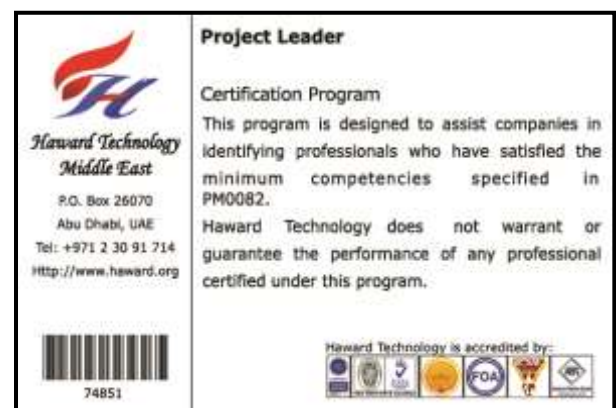 Haward Technology
Middle East
P.O. Box 26070
Abu Dhabi, UAE
Tel: +971 2 30 91 714
Http://www.haward.org
74851
Project Leader
Certification Program
This program is designed to assist companies in
identifying professionals who have satisfied the
minimum competencies specified in
PM0082.
Haward Technology does not warrant or
guarantee the performance of any professional
certified under this program.
Haward Technology is accredited by:
FOA